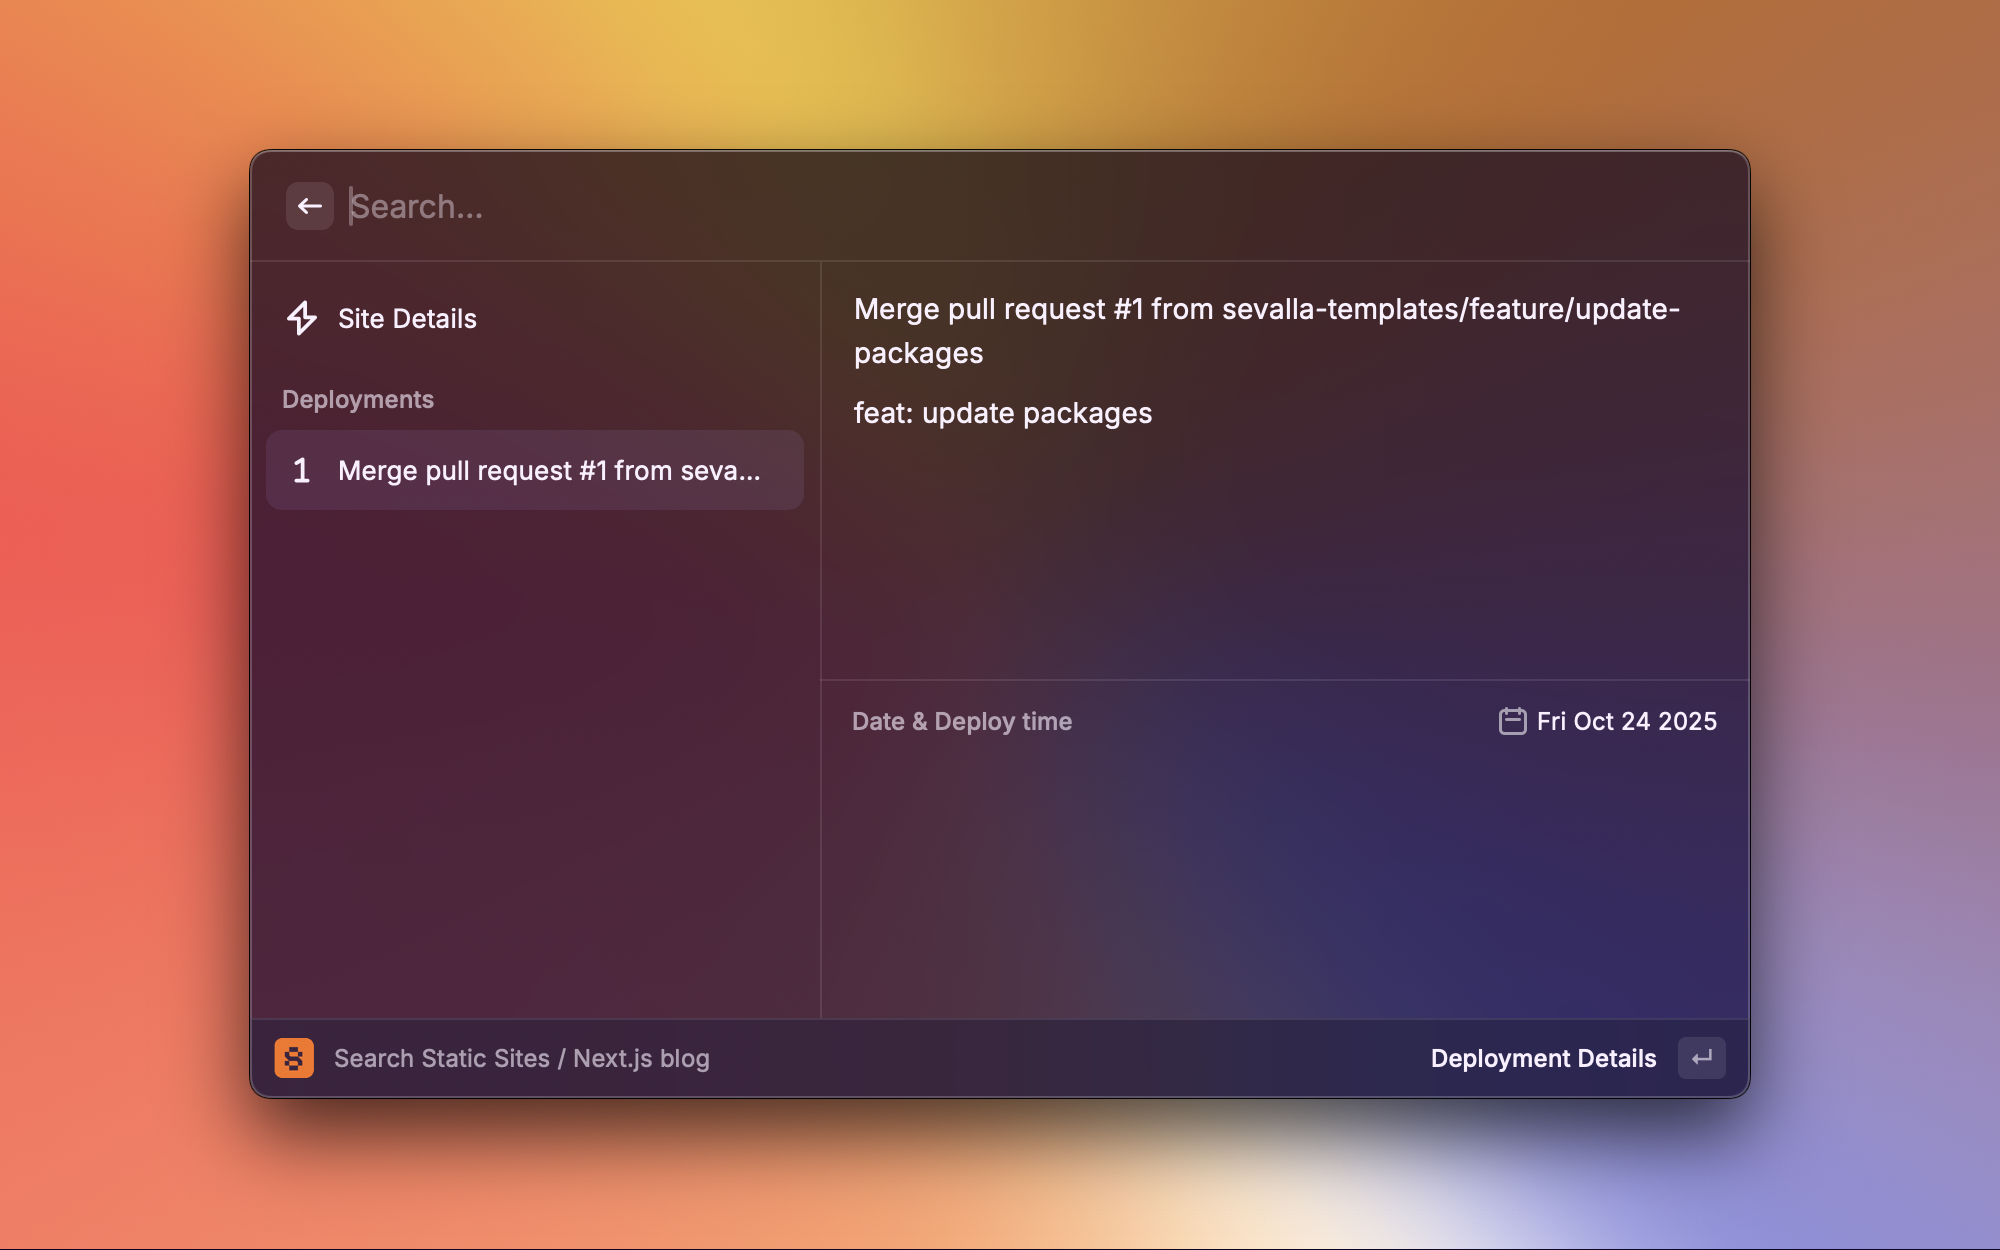 Search...
Site Details
Deployments
1 Merge pull request #1 from seva...
Merge pull request #1 from sevalla-templates/feature/update-
packages
feat: update packages
Date & Deploy time
Fri Oct 24 2025
Search Static Sites / Next.js blog
Deployment Details